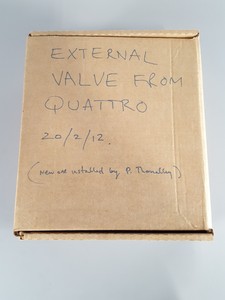 EXTERNAL
VALVE FROM
QUATTRO
20/2/12.
(new one installed by P.